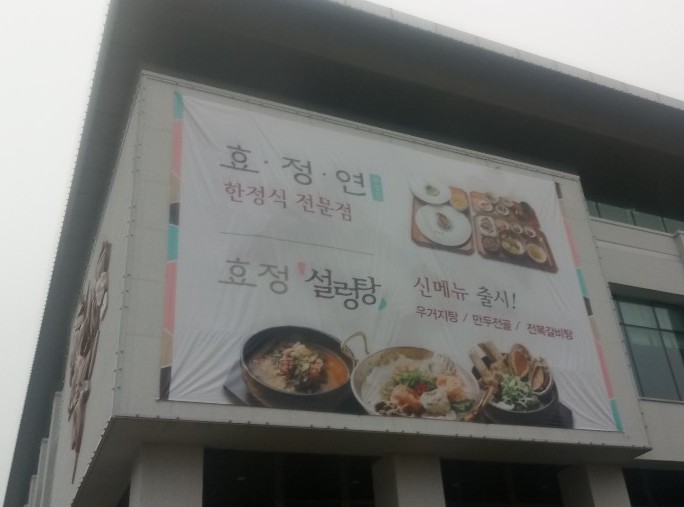 효·정·연
한정식 전문점
효정 '설렁탕'
신메뉴 출시!
우거지탕 / 만두전골 / 전복갈비탕